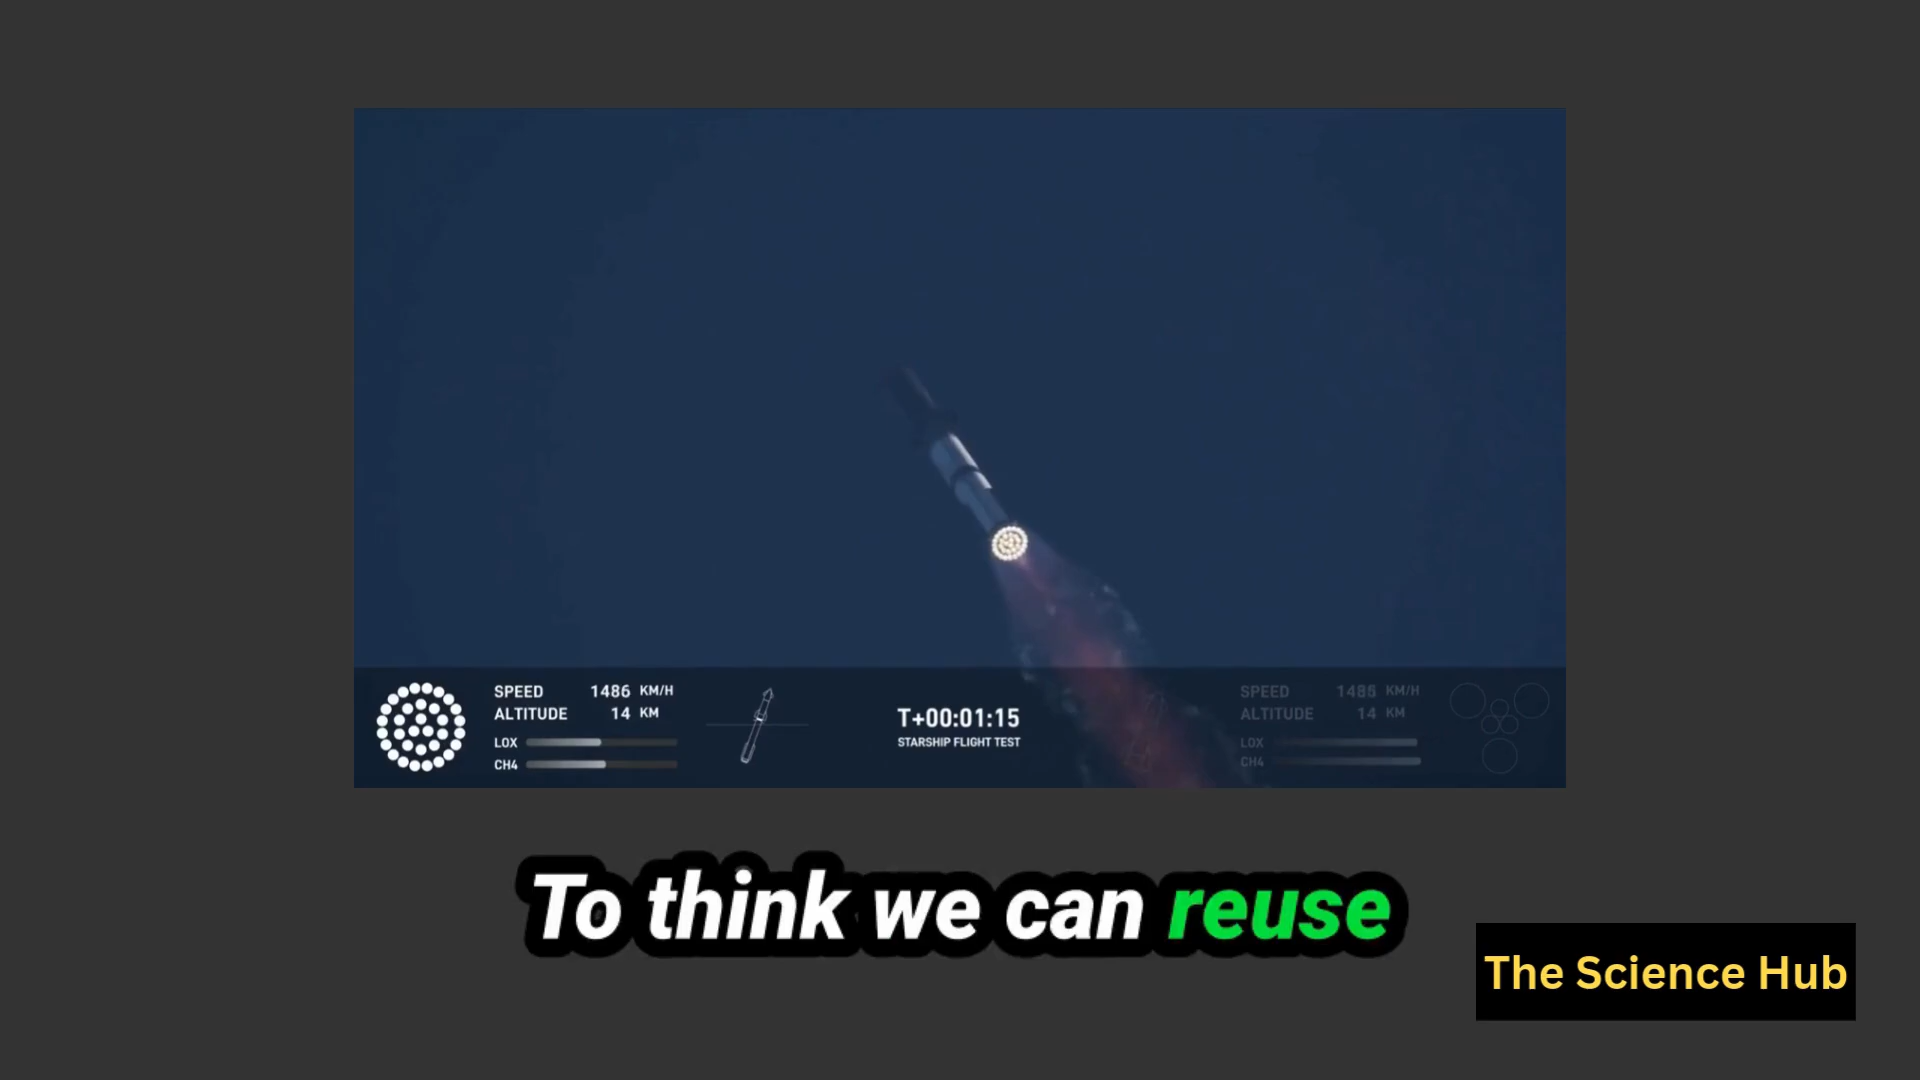 SPEED 1486 KM/H
ALTITUDE 14 KM
LOX
CH4
T+00:01:15
STARSHIP FLIGHT TEST
SPEED 1485 KM/H
ALTITUDE 14 KM
LOX
CH4
To think we can reuse
The Science Hub